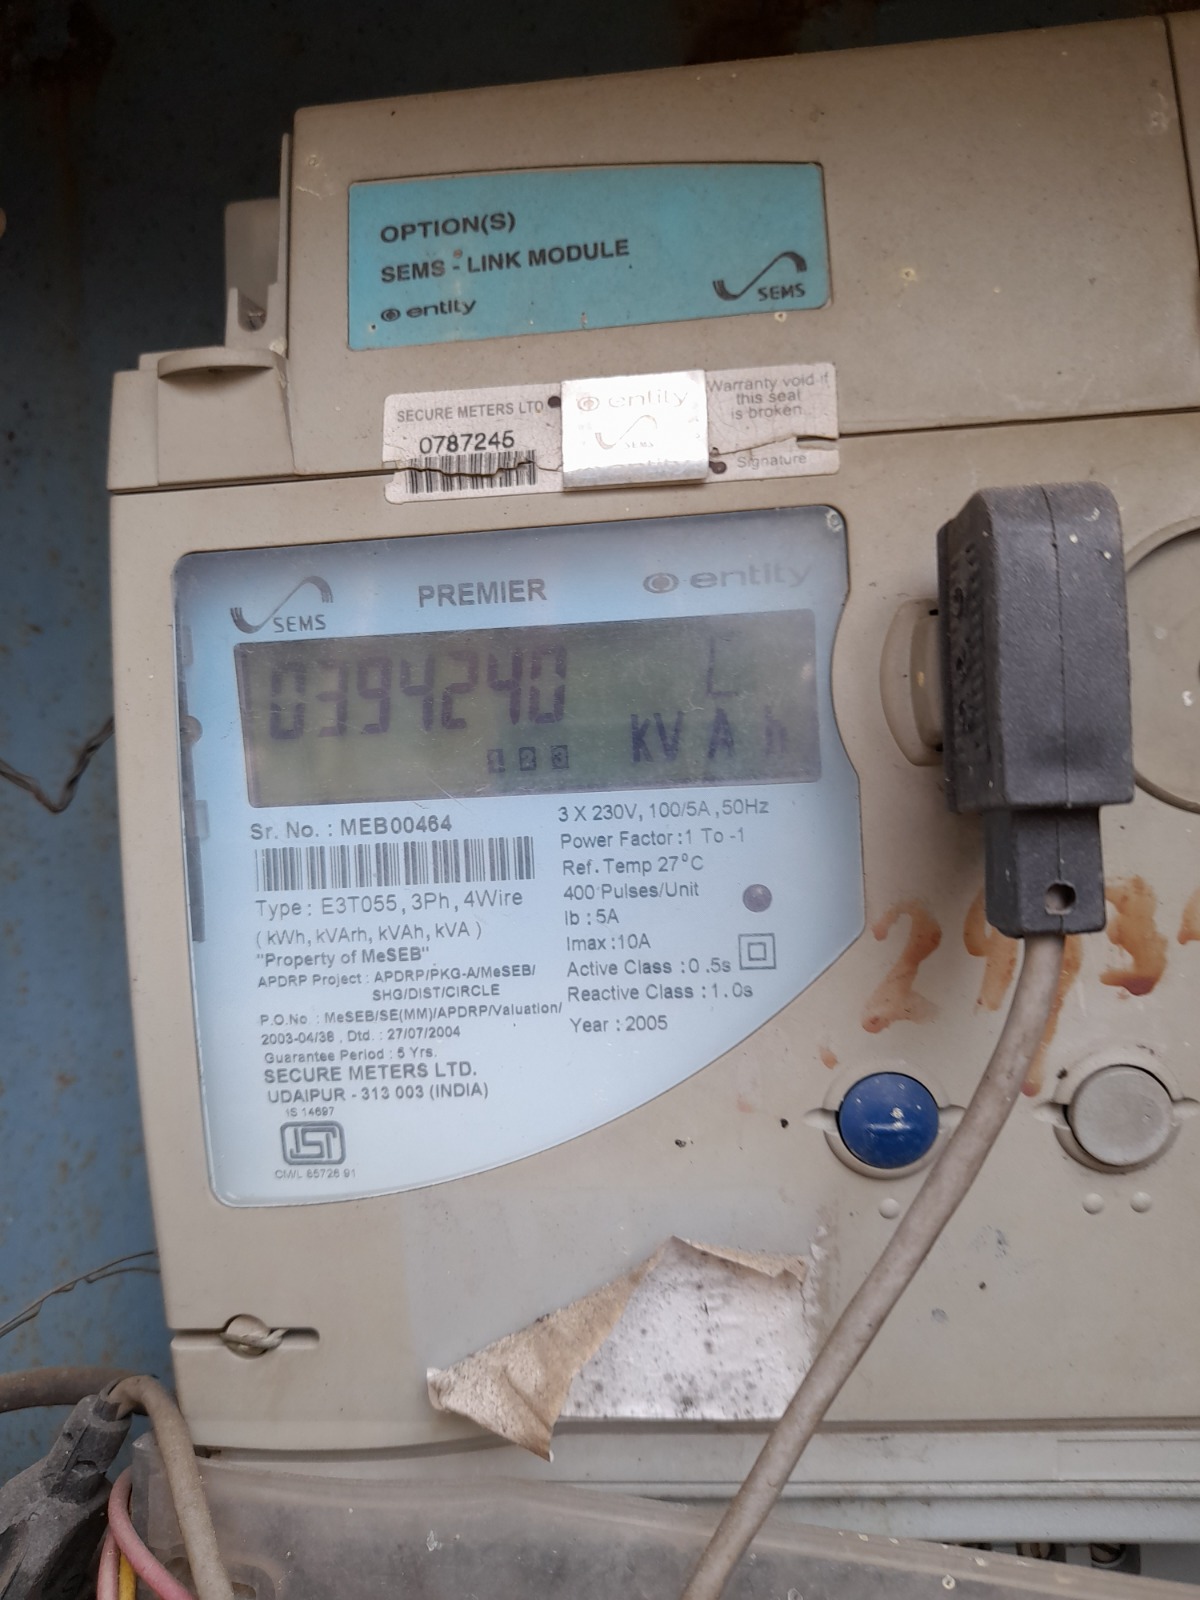 OPTION(S)
SEMS - LINK MODULE
entity
SEMS
SECURE METERS LTD
0787245
entity
SEMS
Warranty void if
this seal
is broken
Signature
SEMS
PREMIER
entity
0394240
L
1 2 3
kVAh
Sr. No. : MEB00464
Type : E3T055, 3Ph, 4Wire
( kWh, kVArh, kVAh, kVA )
"Property of MeSEB"
APDRP Project : APDRP/PKG-A/MeSEB/
SHG/DIST/CIRCLE
P.O.No. : MeSEB/SE(MM)/APDRP/Valuation/
2003-04/38 , Dtd. : 27/07/2004
Guarantee Period : 5 Yrs.
SECURE METERS LTD.
UDAIPUR - 313 003 (INDIA)
IS 14697
3 X 230V, 100/5A ,50Hz
Power Factor :1 To -1
Ref. Temp 27°C
400 Pulses/Unit
Ib : 5A
Imax :10A
Active Class :0.5s
Reactive Class :1.0s
Year : 2005